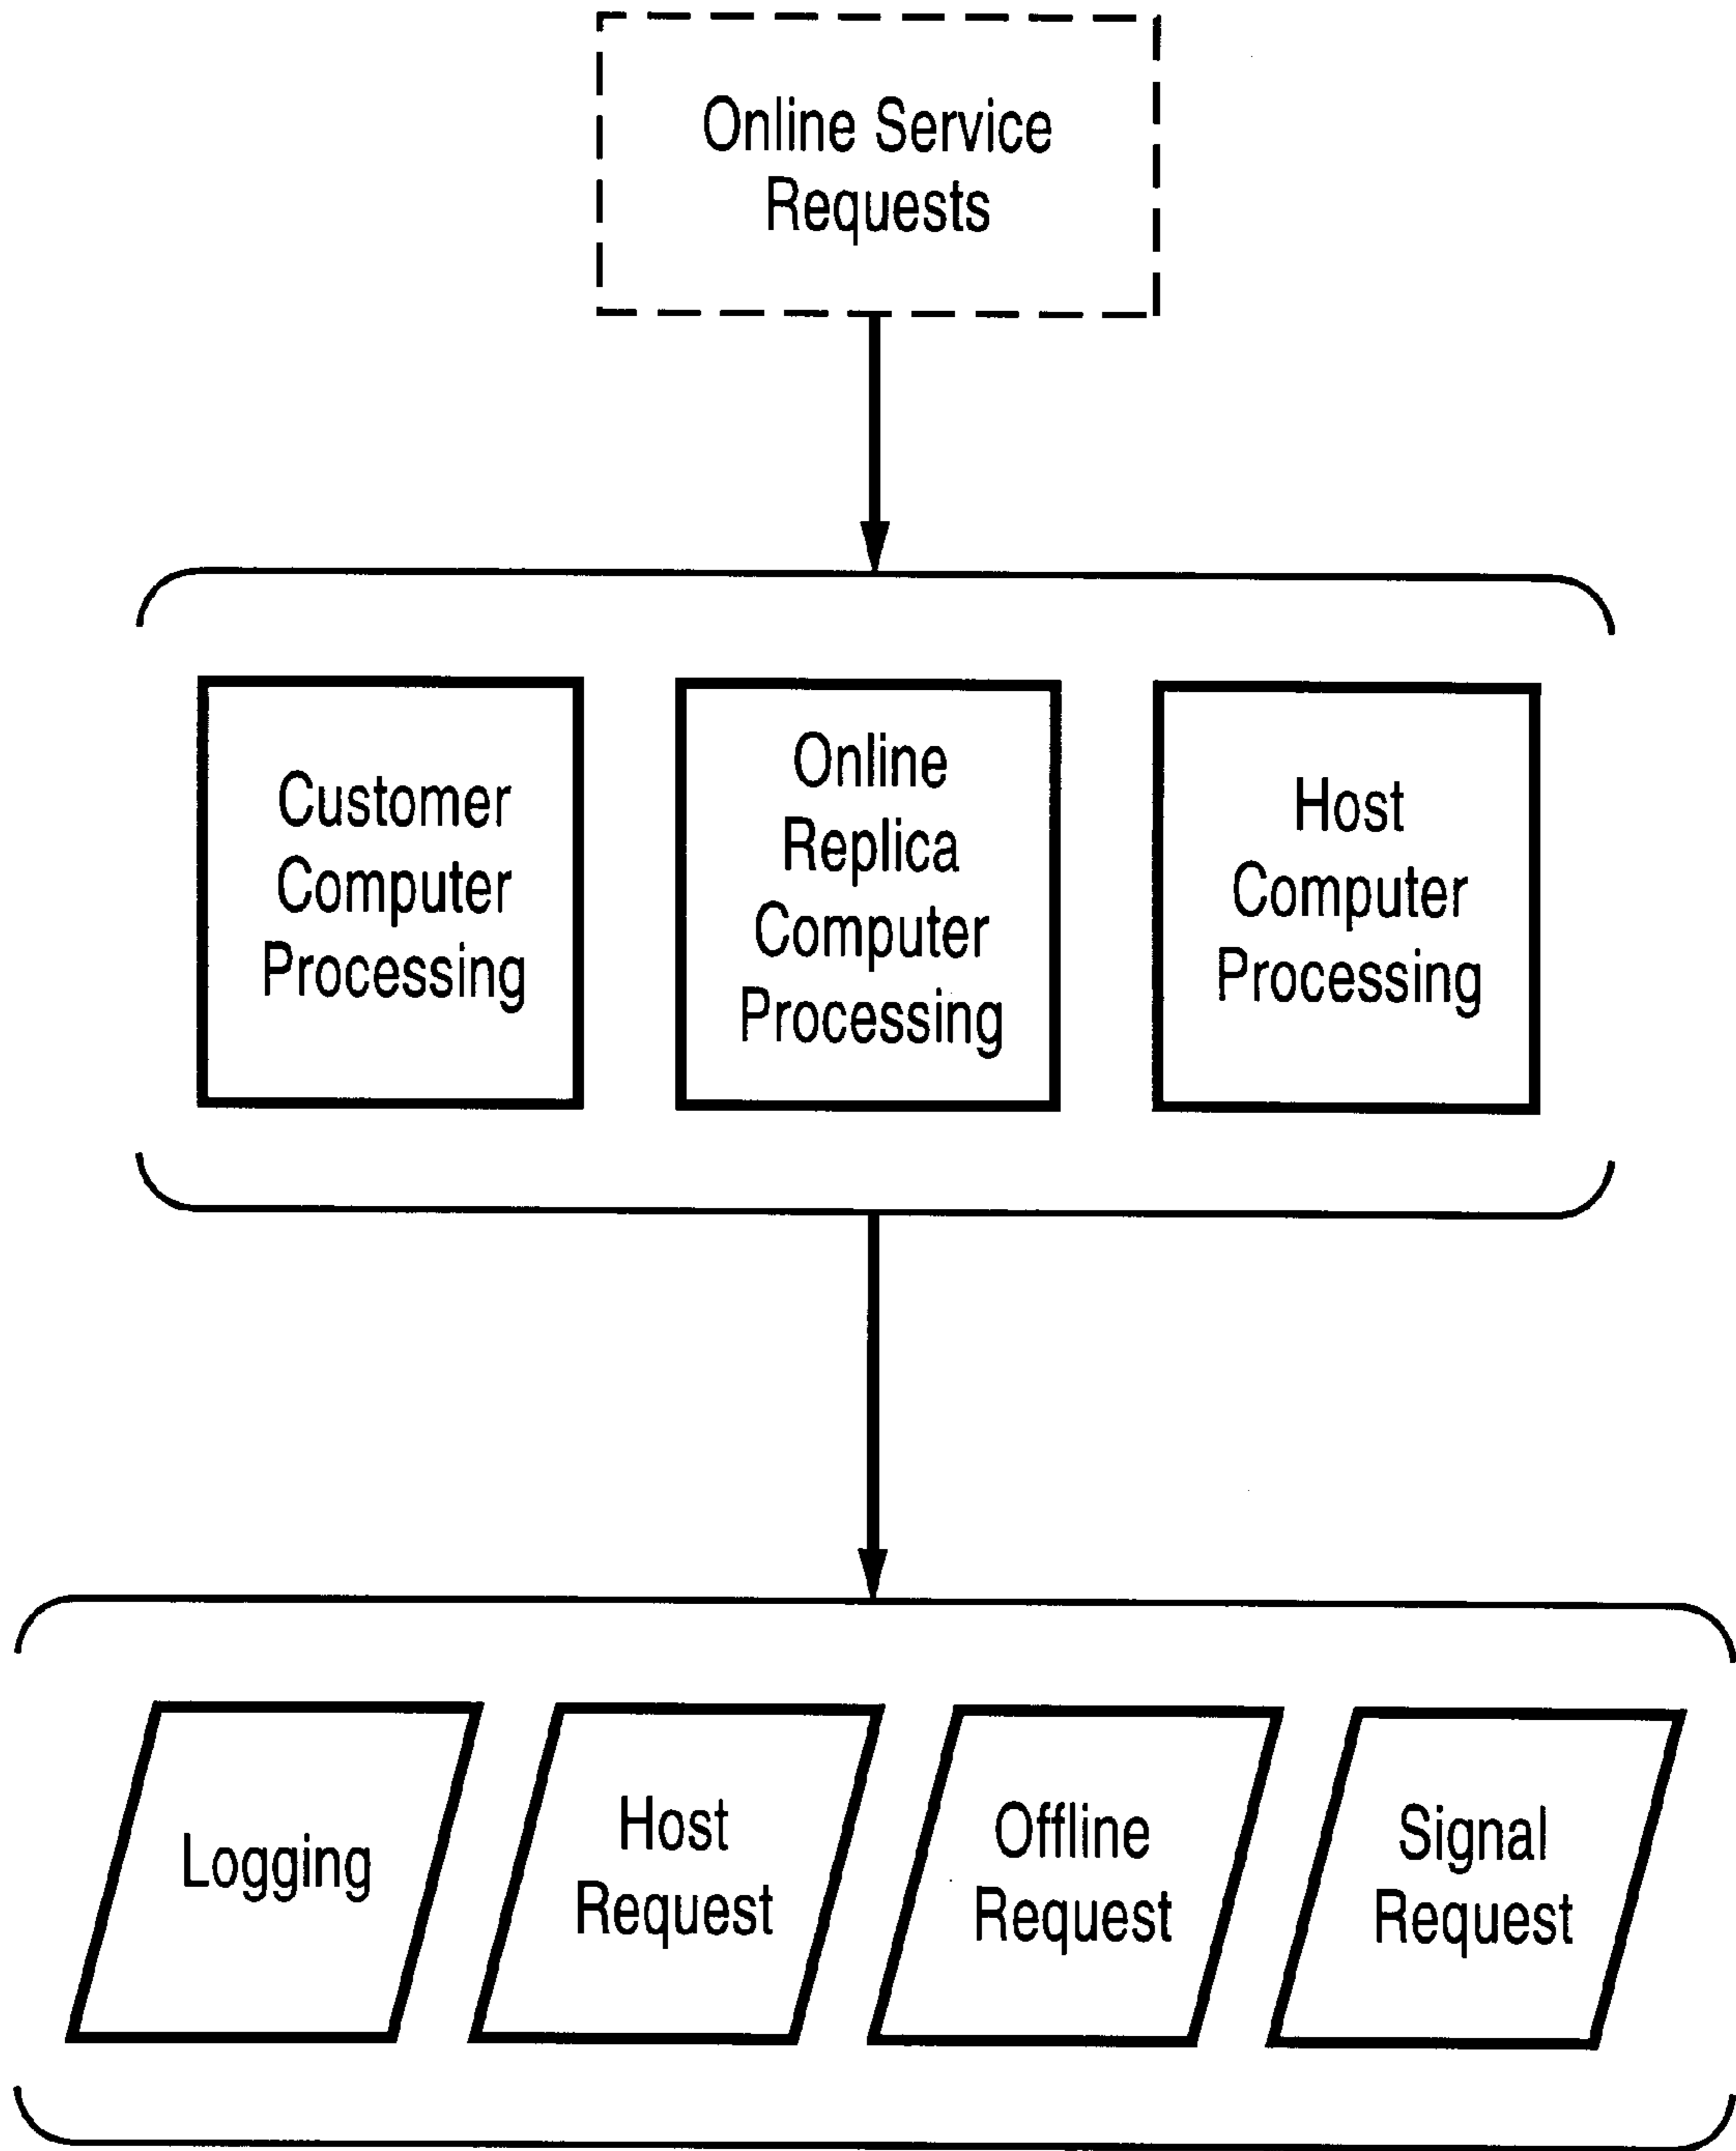 Online Service
Requests
Customer
Computer
Processing
Online
Replica
Computer
Processing
Host
Computer
Processing
Logging
Host
Request
Offline
Request
Signal
Request